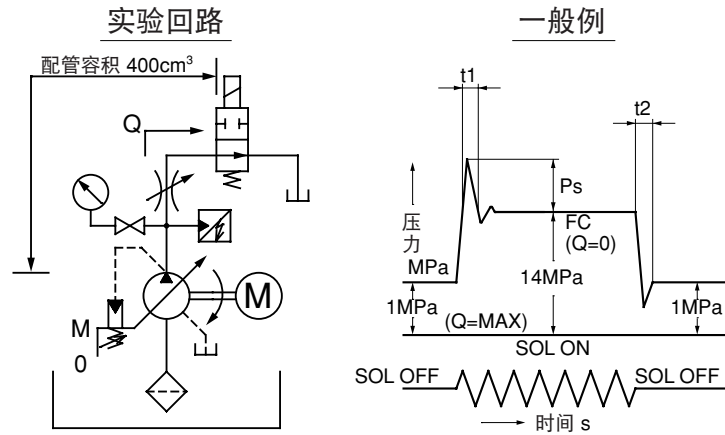 实验回路
配管容积 400cm³
Q
M
M
0
一般例
t1
t2
Ps
压力
MPa
FC
(Q=0)
14MPa
1MPa
1MPa
(Q=MAX)
SOL ON
SOL OFF
SOL OFF
时间 s